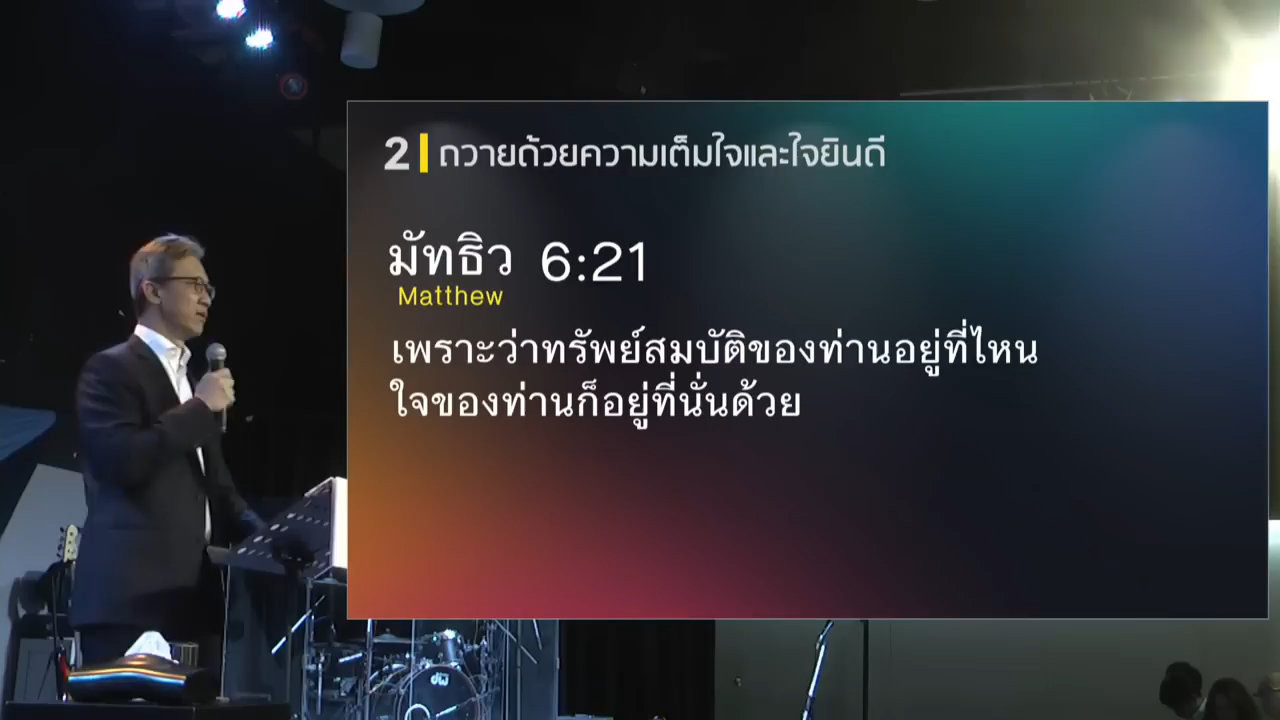 2 ถวายด้วยความเต็มใจและใจยินดี
มัทธิว 6:21
Matthew
เพราะว่าทรัพย์สมบัติของท่านอยู่ที่ไหน
ใจของท่านก็อยู่ที่นั่นด้วย
dw